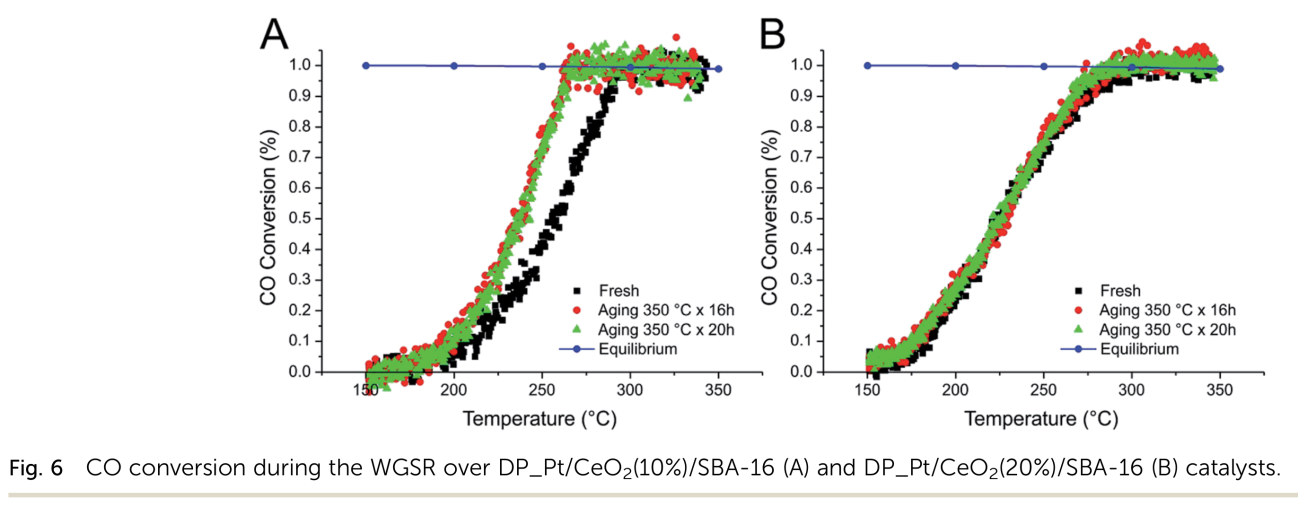 A
CO Conversion (%)
1.0
0.9
0.8
0.7
0.6
0.5
0.4
0.3
0.2
0.1
0.0
150 200 250 300 350
Temperature (°C)
Fresh
Aging 350 °C x 16h
Aging 350 °C x 20h
Equilibrium
B
CO Conversion (%)
1.0
0.9
0.8
0.7
0.6
0.5
0.4
0.3
0.2
0.1
0.0
150 200 250 300 350
Temperature (°C)
Fresh
Aging 350 °C x 16h
Aging 350 °C x 20h
Equilibrium
Fig. 6 CO conversion during the WGSR over DP_Pt/CeO₂(10%)/SBA-16 (A) and DP_Pt/CeO₂(20%)/SBA-16 (B) catalysts.